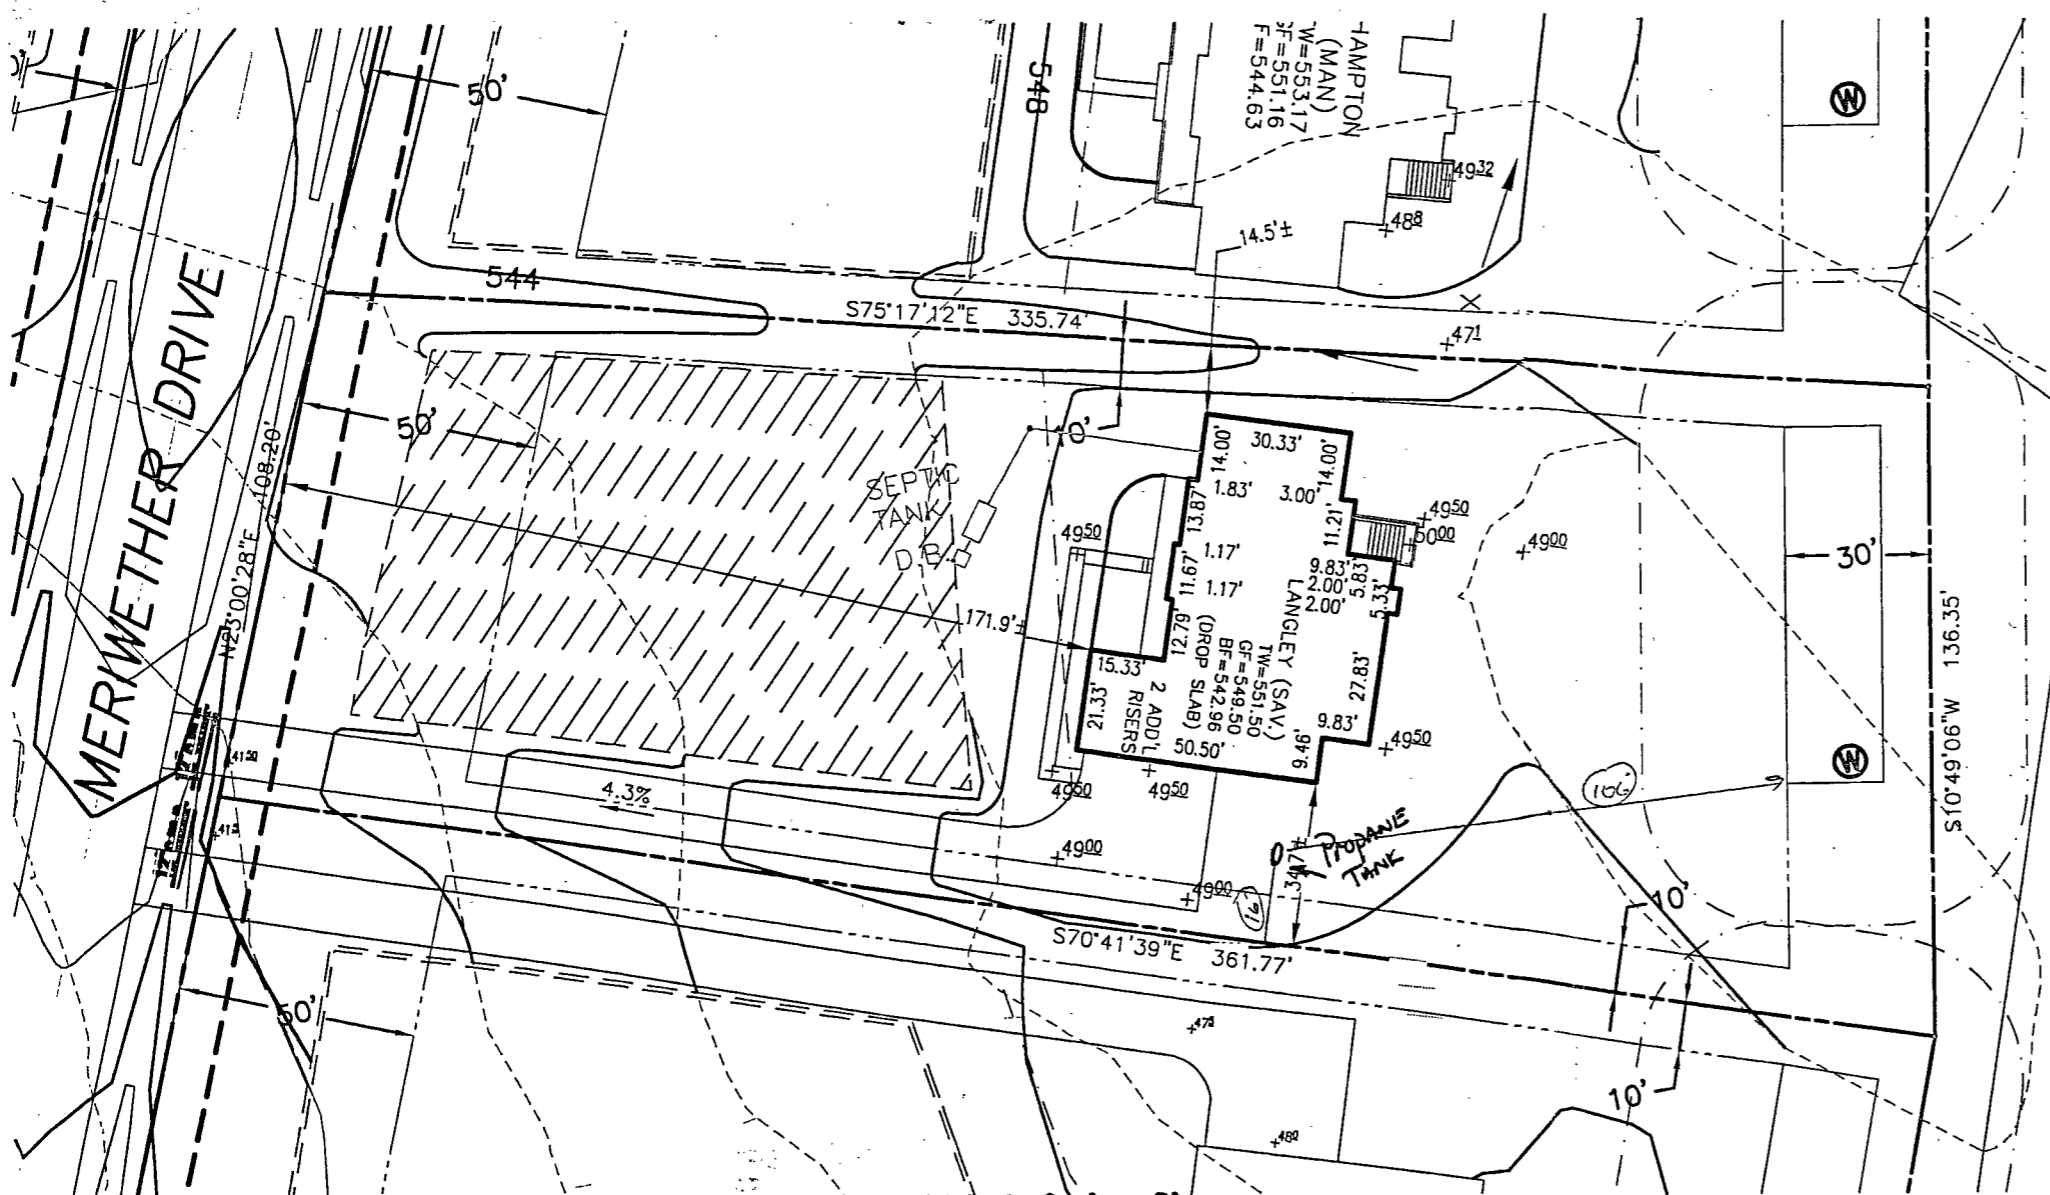 50'
548
HAMPTON
(MAN)
W=553.17
GF=551.16
F=544.63
W
49 32
48 8
14.5'±
544
S75°17'12"E 335.74'
47 1
MERIWETHER DRIVE
N23°00'28"E 108.20'
50'
0'
SEPTIC
TANK
D.B.
49 50
171.9'±
14.00'
30.33'
14.00'
1.83'
3.00'
13.87'
11.21'
1.17'
11.67'
1.17'
9.83'
2.00'
2.00'
5.83'
5.33'
12.79'
15.33'
21.33'
27.83'
9.83'
9.46'
50.50'
LANGLEY (SAV.)
TW=551.50
GF=549.50
BF=542.96
(DROP SLAB)
2 ADD'L
RISERS
49 50
50 00
49 00
49 50
30'
S10°49'06"W 136.35'
W
41 50
4.3%
49 50
49 50
49 00
49 00
106'
PROPANE
TANK
16'
10'
S70°41'39"E 361.77'
50'
47 5
10'
48 0